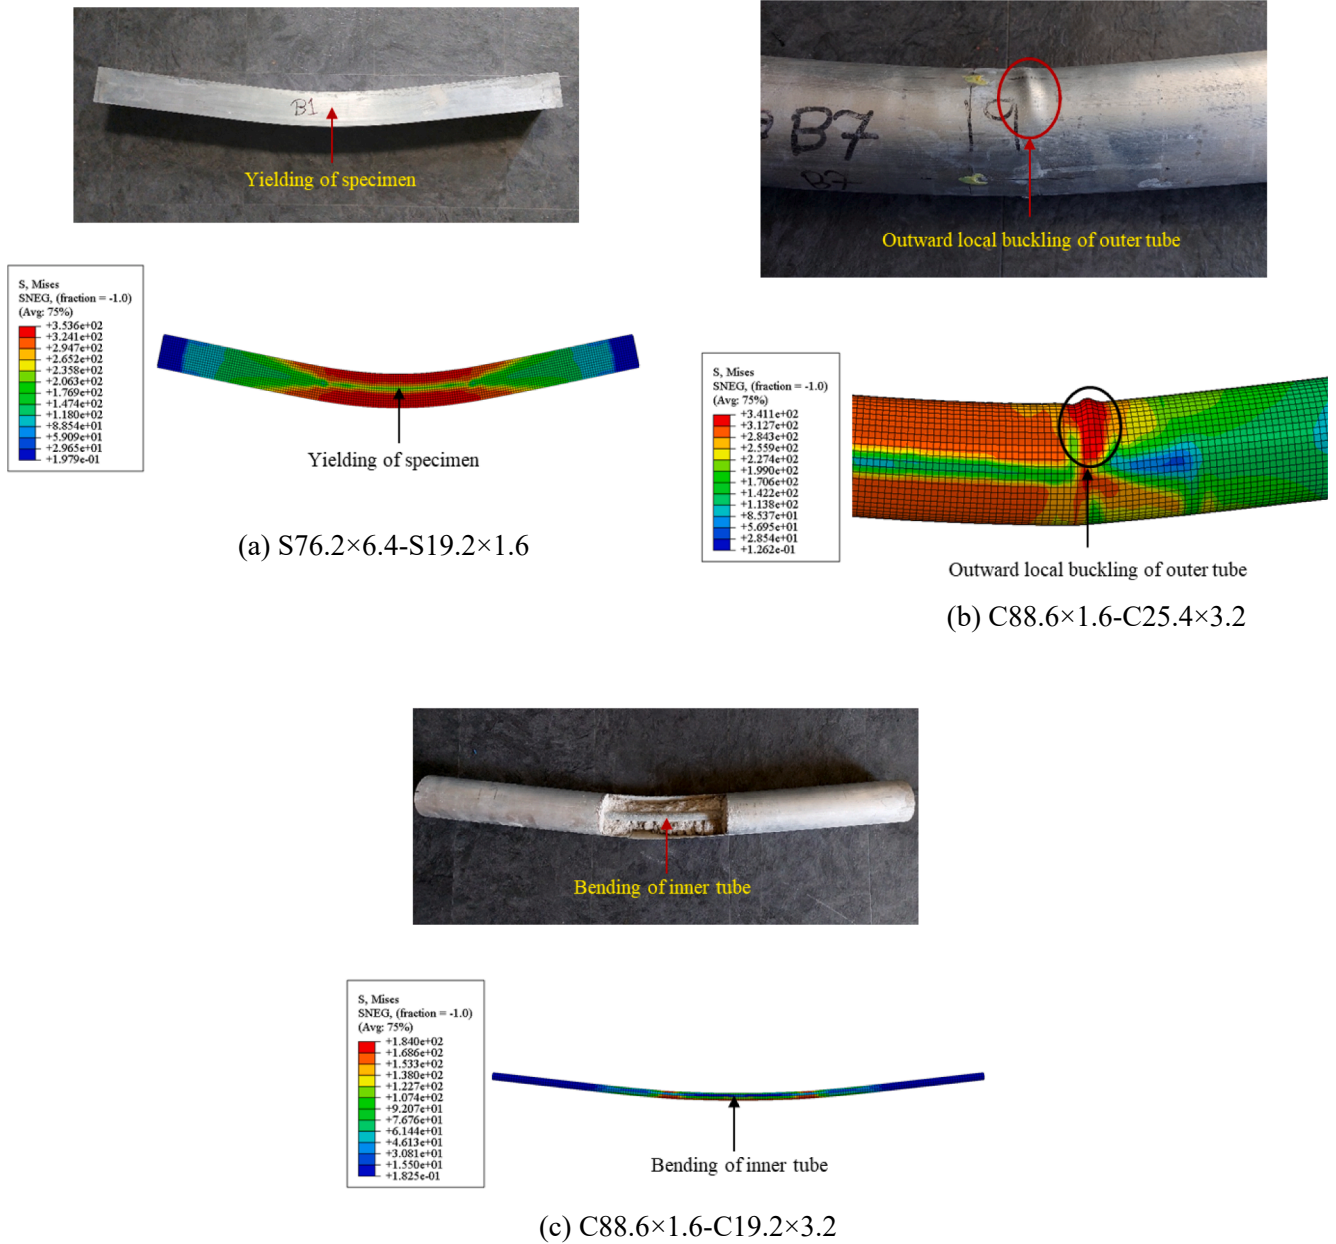 B1
Yielding of specimen
B7
19
B7
Outward local buckling of outer tube
S, Mises
SNEG, (fraction = -1.0)
(Avg: 75%)
+3.536e+02
+3.241e+02
+2.947e+02
+2.652e+02
+2.358e+02
+2.063e+02
+1.769e+02
+1.474e+02
+1.180e+02
+8.854e+01
+5.909e+01
+2.965e+01
+1.979e-01
Yielding of specimen
(a) S76.2×6.4-S19.2×1.6
S, Mises
SNEG, (fraction = -1.0)
(Avg: 75%)
+3.411e+02
+3.127e+02
+2.843e+02
+2.559e+02
+2.274e+02
+1.990e+02
+1.706e+02
+1.422e+02
+1.138e+02
+8.537e+01
+5.695e+01
+2.854e+01
+1.262e-01
Outward local buckling of outer tube
(b) C88.6×1.6-C25.4×3.2
Bending of inner tube
S, Mises
SNEG, (fraction = -1.0)
(Avg: 75%)
+1.840e+02
+1.686e+02
+1.533e+02
+1.380e+02
+1.227e+02
+1.074e+02
+9.207e+01
+7.676e+01
+6.144e+01
+4.613e+01
+3.081e+01
+1.550e+01
+1.825e-01
Bending of inner tube
(c) C88.6×1.6-C19.2×3.2